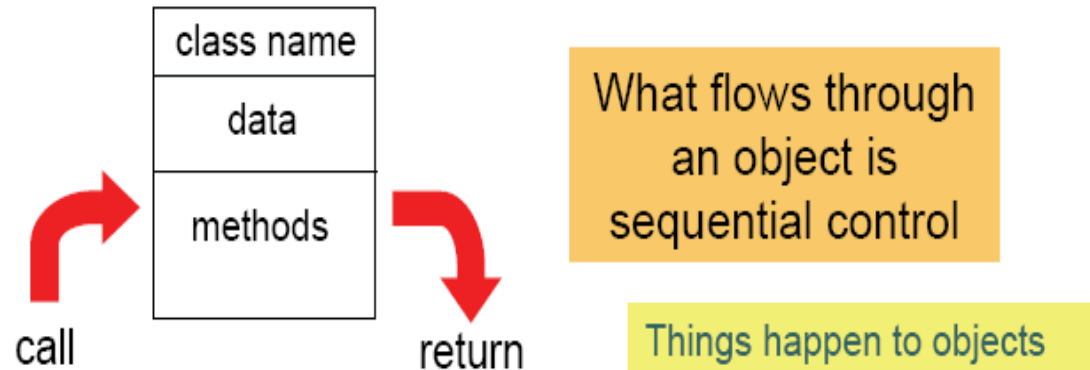 class name
data
methods
call
return
What flows through
an object is
sequential control
Things happen to objects